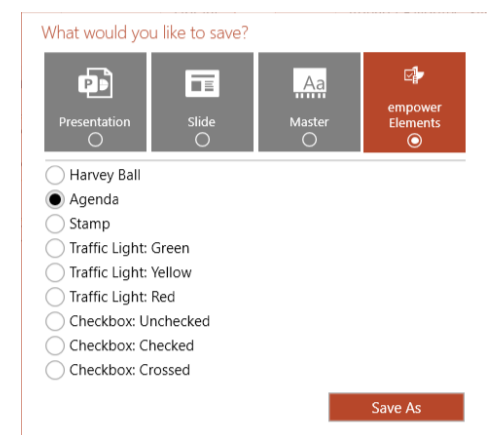 What would you like to save?
P
Aa
Presentation
Slide
Master
empower
Elements
Harvey Ball
Agenda
Stamp
Traffic Light: Green
Traffic Light: Yellow
Traffic Light: Red
Checkbox: Unchecked
Checkbox: Checked
Checkbox: Crossed
Save As